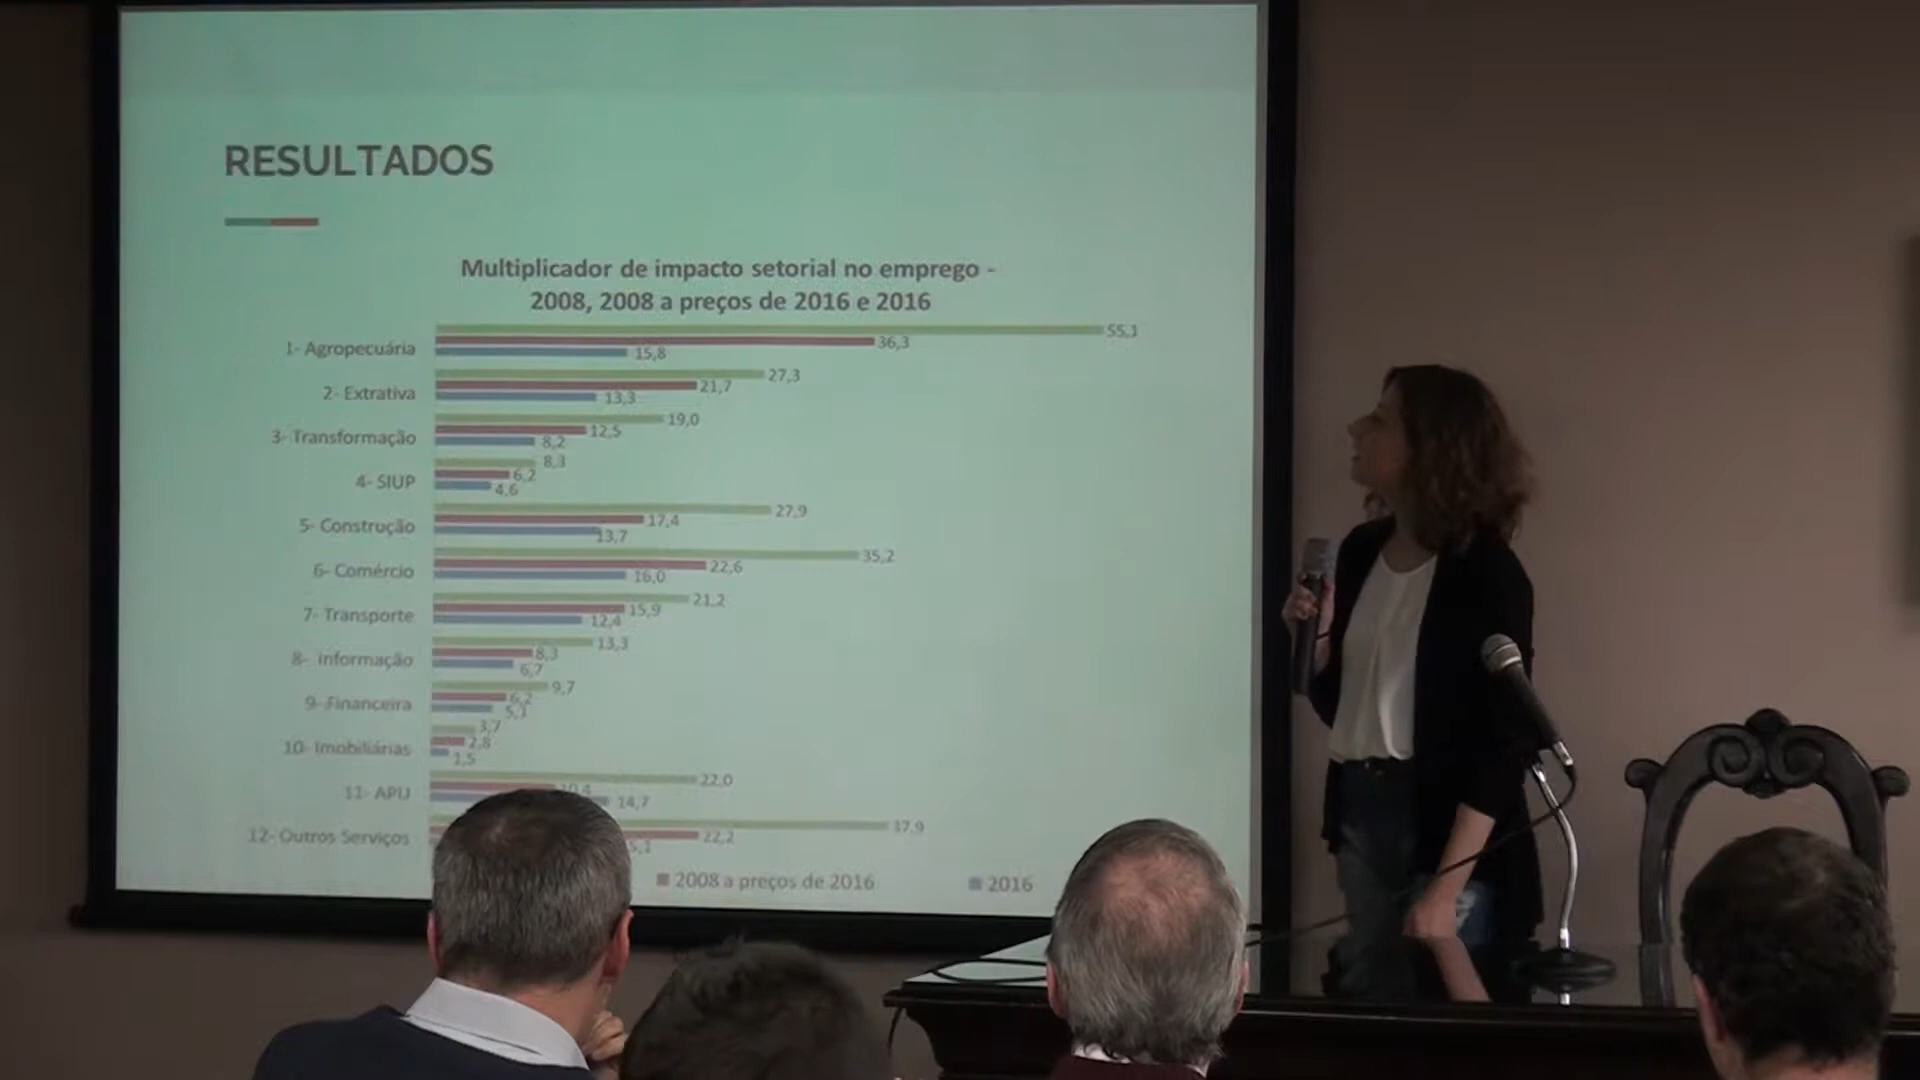 RESULTADOS
Multiplicador de impacto setorial no emprego -
2008, 2008 a preços de 2016 e 2016
1- Agropecuária
55,1
36,3
15,8
2- Extrativa
27,3
21,7
13,3
3- Transformação
19,0
12,5
8,2
4- SIUP
8,3
6,2
4,6
5- Construção
27,9
17,4
13,7
6- Comércio
35,2
22,6
16,0
7- Transporte
21,2
15,9
12,4
8- Informação
13,3
8,3
6,7
9- Financeira
9,7
6,2
5,1
10- Imobiliárias
3,7
2,8
1,5
11- APU
22,0
14,7
12- Outros Serviços
37,9
22,2
2008 a preços de 2016
2016